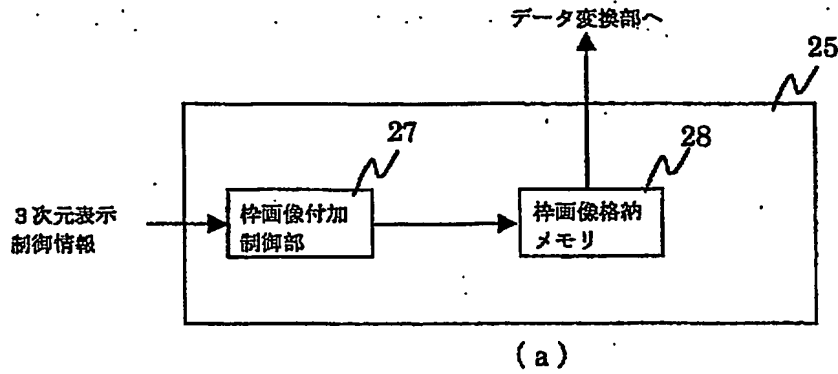 データ変換部へ
25
27
28
3次元表示
制御情報
枠画像付加
制御部
枠画像格納
メモリ
(a)